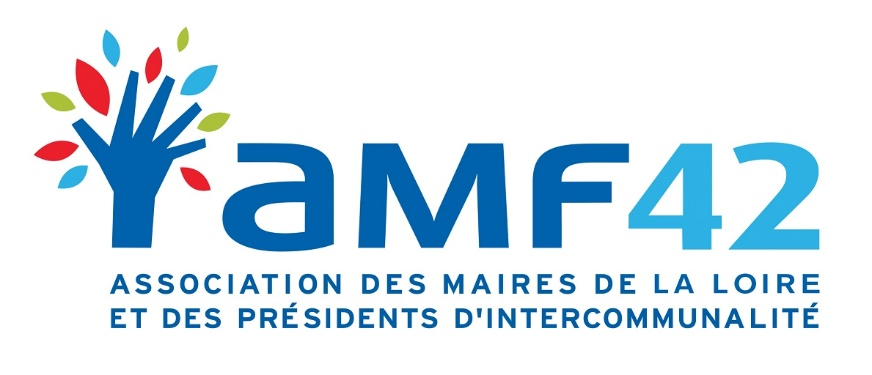 aMF42
ASSOCIATION DES MAIRES DE LA LOIRE
ET DES PRÉSIDENTS D'INTERCOMMUNALITÉ